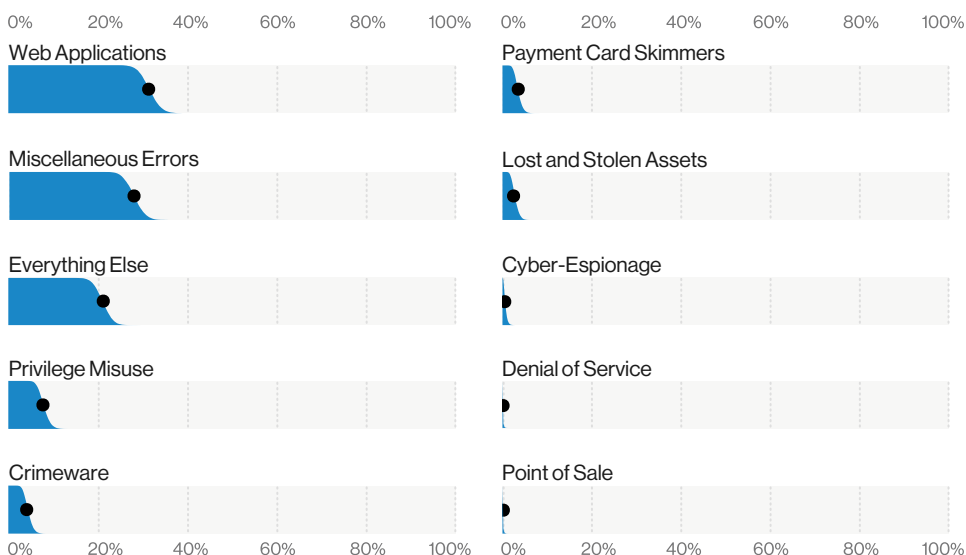 0% 20% 40% 60% 80% 100%
Web Applications
Miscellaneous Errors
Everything Else
Privilege Misuse
Crimeware
0% 20% 40% 60% 80% 100%
0% 20% 40% 60% 80% 100%
Payment Card Skimmers
Lost and Stolen Assets
Cyber-Espionage
Denial of Service
Point of Sale
0% 20% 40% 60% 80% 100%